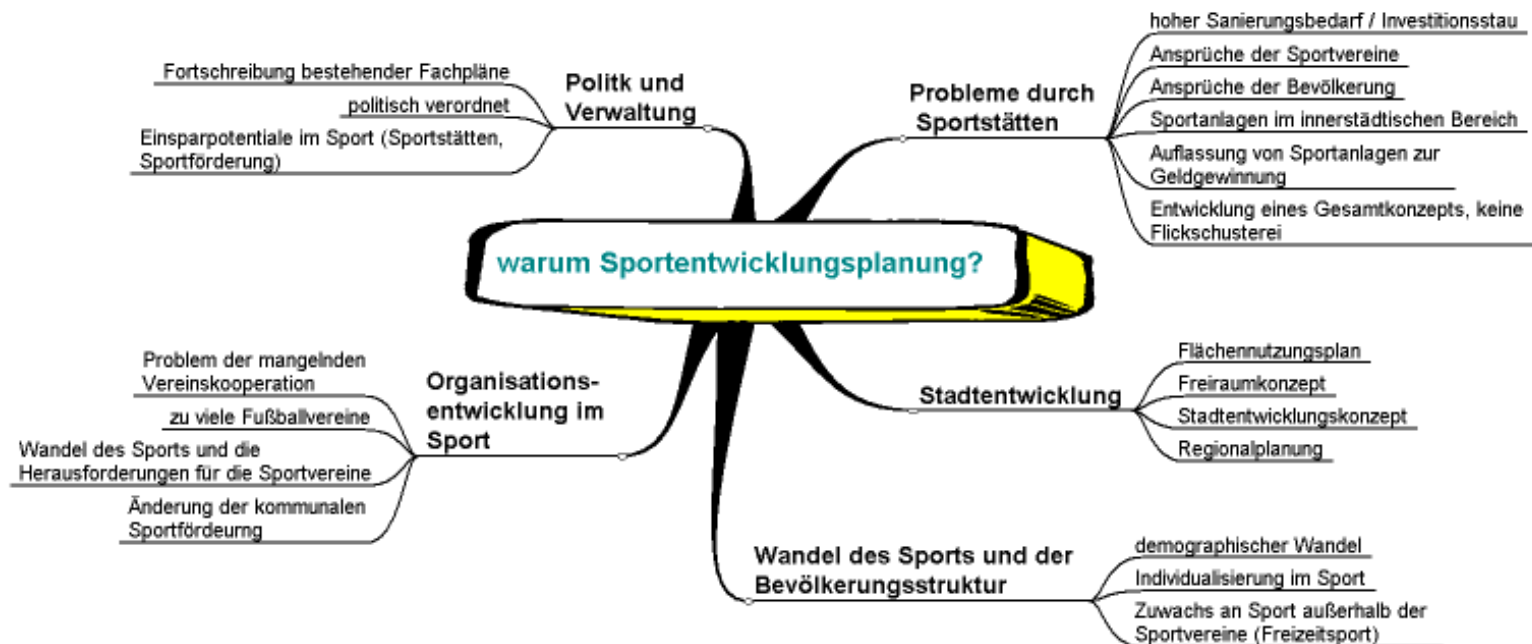 warum Sportentwicklungsplanung?
Politk und
Verwaltung
Fortschreibung bestehender Fachpläne
politisch verordnet
Einsparpotentiale im Sport (Sportstätten,
Sportförderung)
Probleme durch
Sportstätten
hoher Sanierungsbedarf / Investitionsstau
Ansprüche der Sportvereine
Ansprüche der Bevölkerung
Sportanlagen im innerstädtischen Bereich
Auflassung von Sportanlagen zur
Geldgewinnung
Entwicklung eines Gesamtkonzepts, keine
Flickschusterei
Organisations-
entwicklung im
Sport
Problem der mangelnden
Vereinskooperation
zu viele Fußballvereine
Wandel des Sports und die
Herausforderungen für die Sportvereine
Änderung der kommunalen
Sportfördeurng
Stadtentwicklung
Flächennutzungsplan
Freiraumkonzept
Stadtentwicklungskonzept
Regionalplanung
Wandel des Sports und der
Bevölkerungsstruktur
demographischer Wandel
Individualisierung im Sport
Zuwachs an Sport außerhalb der
Sportvereine (Freizeitsport)